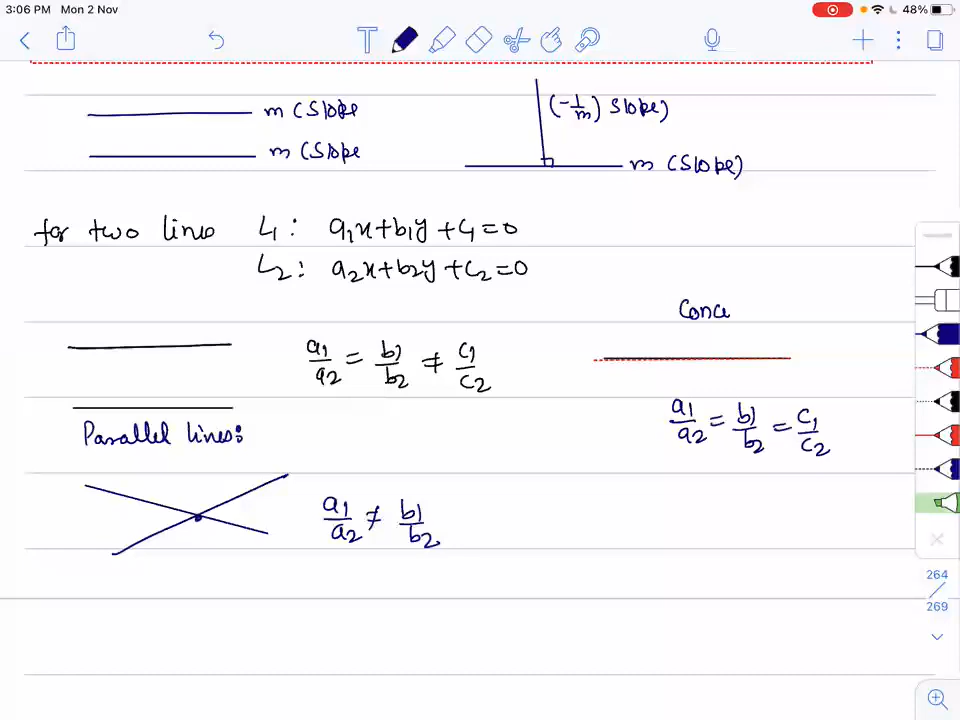 3:06 PM Mon 2 Nov
48%
m (Slope
(-1/m) Slope)
m (Slope
m (Slope)
for two lines L1: a1x+b1y+c1=0
L2: a2x+b2y+c2=0
Conc
a1/a2 = b1/b2 ≠ c1/c2
a1/a2 = b1/b2 = c1/c2
Parallel lines:
a1/a2 ≠ b1/b2
264
269